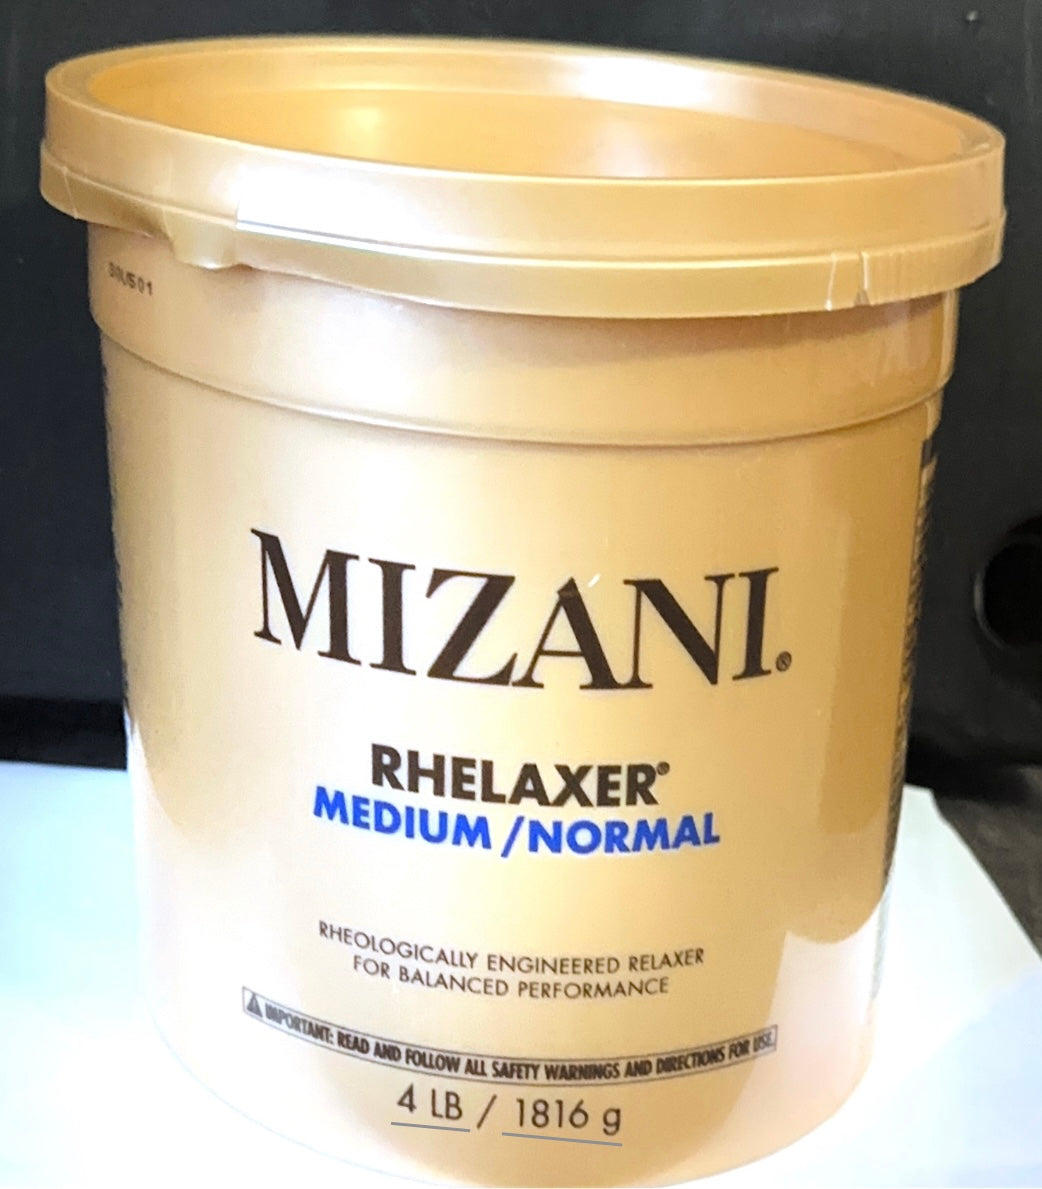 MIZANI®
RHELAXER®
MEDIUM /NORMAL
RHEOLOGICALLY ENGINEERED RELAXER
FOR BALANCED PERFORMANCE
IMPORTANT: READ AND FOLLOW ALL SAFETY WARNINGS AND DIRECTIONS FOR USE.
4 LB / 1816 g